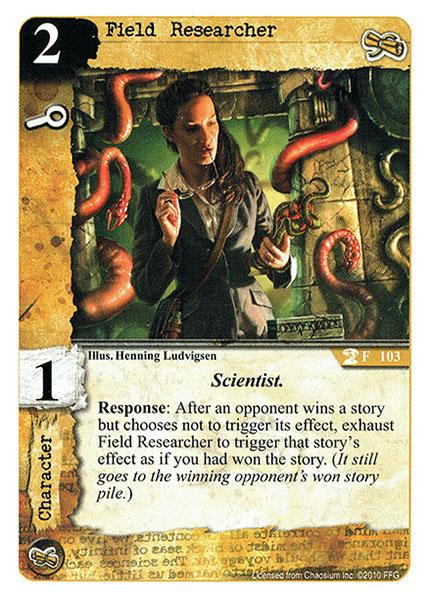 2
Field Researcher
Illus. Henning Ludvigsen
F 103
1
Character
Scientist.
Response: After an opponent wins a story
but chooses not to trigger its effect, exhaust
Field Researcher to trigger that story's
effect as if you had won the story. (It still
goes to the winning opponent's won story
pile.)
Licensed from Chaosium Inc. ©2010 FFG